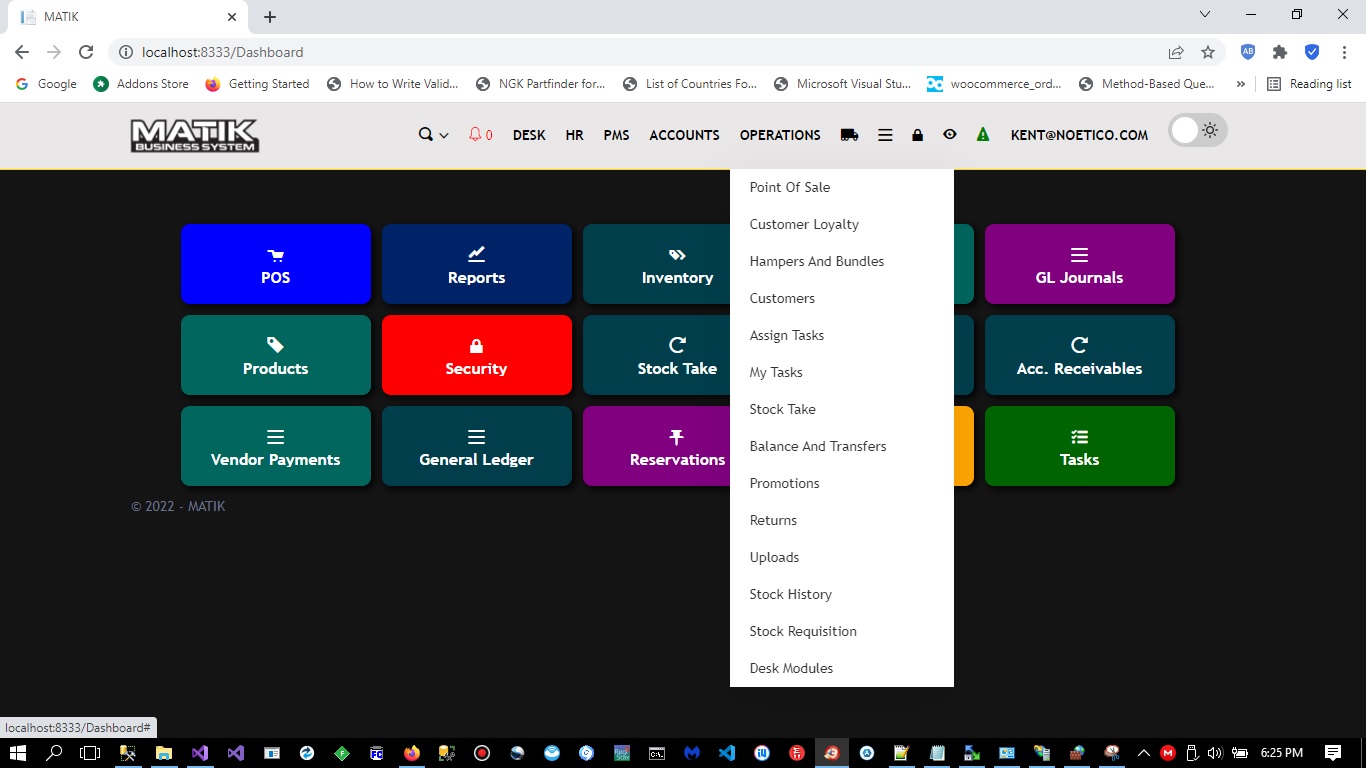 MATIK
localhost:8333/Dashboard
Google
Addons Store
Getting Started
How to Write Valid...
NGK Partfinder for...
List of Countries Fo...
Microsoft Visual Stu...
woocommerce_ord...
Method-Based Que...
»
Reading list
MATIK
BUSINESS SYSTEM
0
DESK
HR
PMS
ACCOUNTS
OPERATIONS
KENT@NOETICO.COM
Point Of Sale
Customer Loyalty
Hampers And Bundles
Customers
Assign Tasks
My Tasks
Stock Take
Balance And Transfers
Promotions
Returns
Uploads
Stock History
Stock Requisition
Desk Modules
POS
Reports
Inventory
GL Journals
Products
Security
Stock Take
Acc. Receivables
Vendor Payments
General Ledger
Reservations
Tasks
© 2022 - MATIK
localhost:8333/Dashboard#
6:25 PM